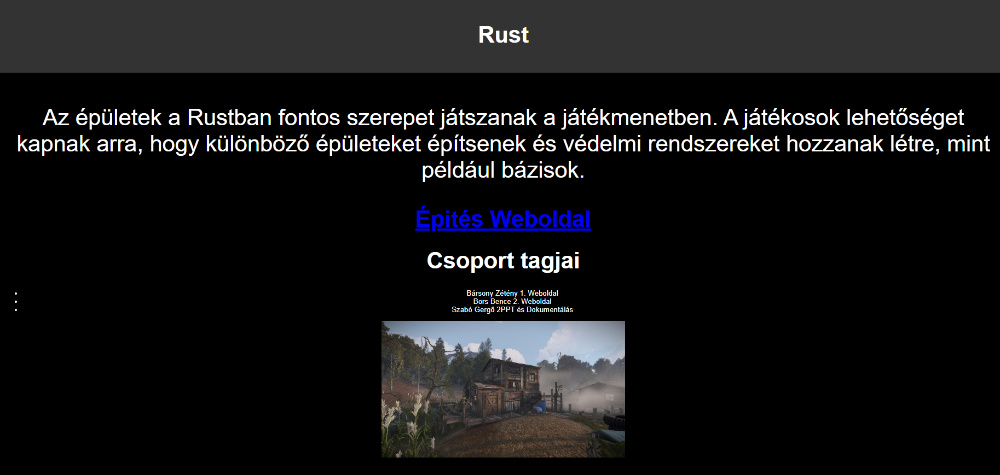 Rust
Az épületek a Rustban fontos szerepet játszanak a játékmenetben. A játékosok lehetőséget
kapnak arra, hogy különböző épületeket építsenek és védelmi rendszereket hozzanak létre, mint
például bázisok.
Épités Weboldal
Csoport tagjai
Bársony Zétény 1. Weboldal
Bors Bence 2. Weboldal
Szabó Gergő 2PPT és Dokumentálás